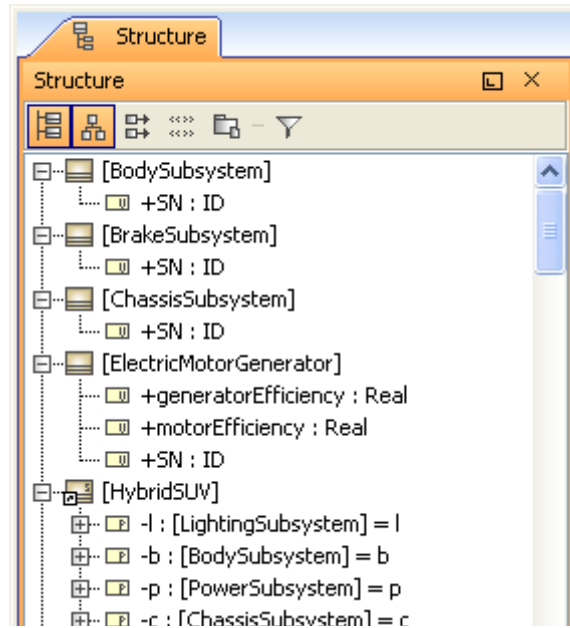 Structure
Structure
[BodySubsystem]
+SN : ID
[BrakeSubsystem]
+SN : ID
[ChassisSubsystem]
+SN : ID
[ElectricMotorGenerator]
+generatorEfficiency : Real
+motorEfficiency : Real
+SN : ID
[HybridSUV]
-l : [LightingSubsystem] = l
-b : [BodySubsystem] = b
-p : [PowerSubsystem] = p
-c : [ChassisSubsystem] = c